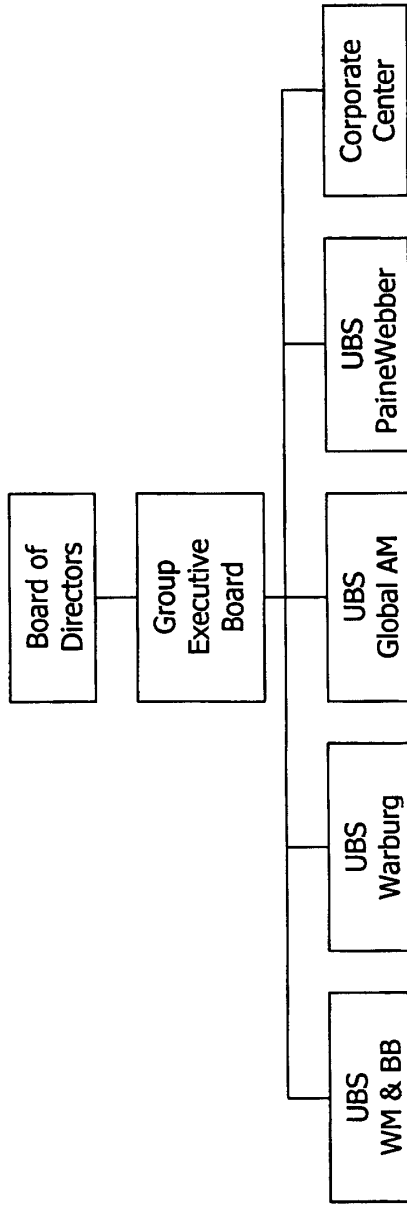 Board of
Directors
Group
Executive
Board
UBS
WM & BB
UBS
Warburg
UBS
Global AM
UBS
PaineWebber
Corporate
Center